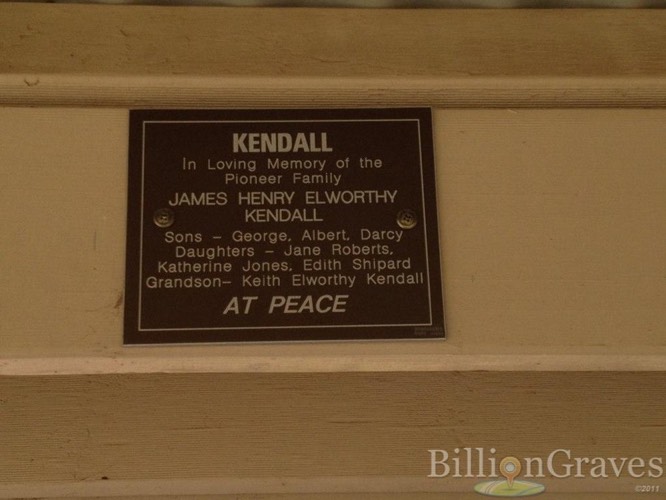 KENDALL
In Loving Memory of the
Pioneer Family
JAMES HENRY ELWORTHY
KENDALL
Sons – George, Albert, Darcy
Daughters – Jane Roberts,
Katherine Jones, Edith Shipard
Grandson– Keith Elworthy Kendall
AT PEACE
BillionGraves
©2011